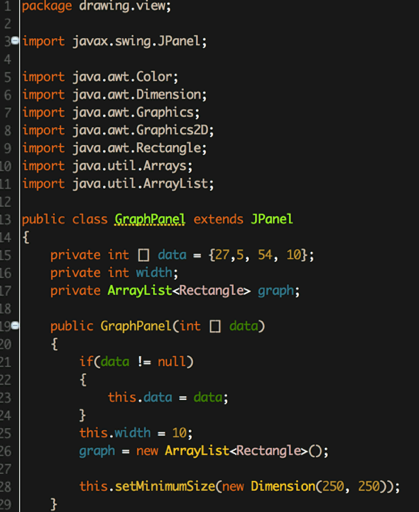 1 package drawing.view;
2
3 import javax.swing.JPanel;
4
5 import java.awt.Color;
6 import java.awt.Dimension;
7 import java.awt.Graphics;
8 import java.awt.Graphics2D;
9 import java.awt.Rectangle;
10 import java.util.Arrays;
11 import java.util.ArrayList;
12
13 public class GraphPanel extends JPanel
14 {
15 private int [] data = {27,5, 54, 10};
16 private int width;
17 private ArrayList<Rectangle> graph;
18
19 public GraphPanel(int [] data)
20 {
21 if(data != null)
22 {
23 this.data = data;
24 }
25 this.width = 10;
26 graph = new ArrayList<Rectangle>();
27
28 this.setMinimumSize(new Dimension(250, 250));
29 }